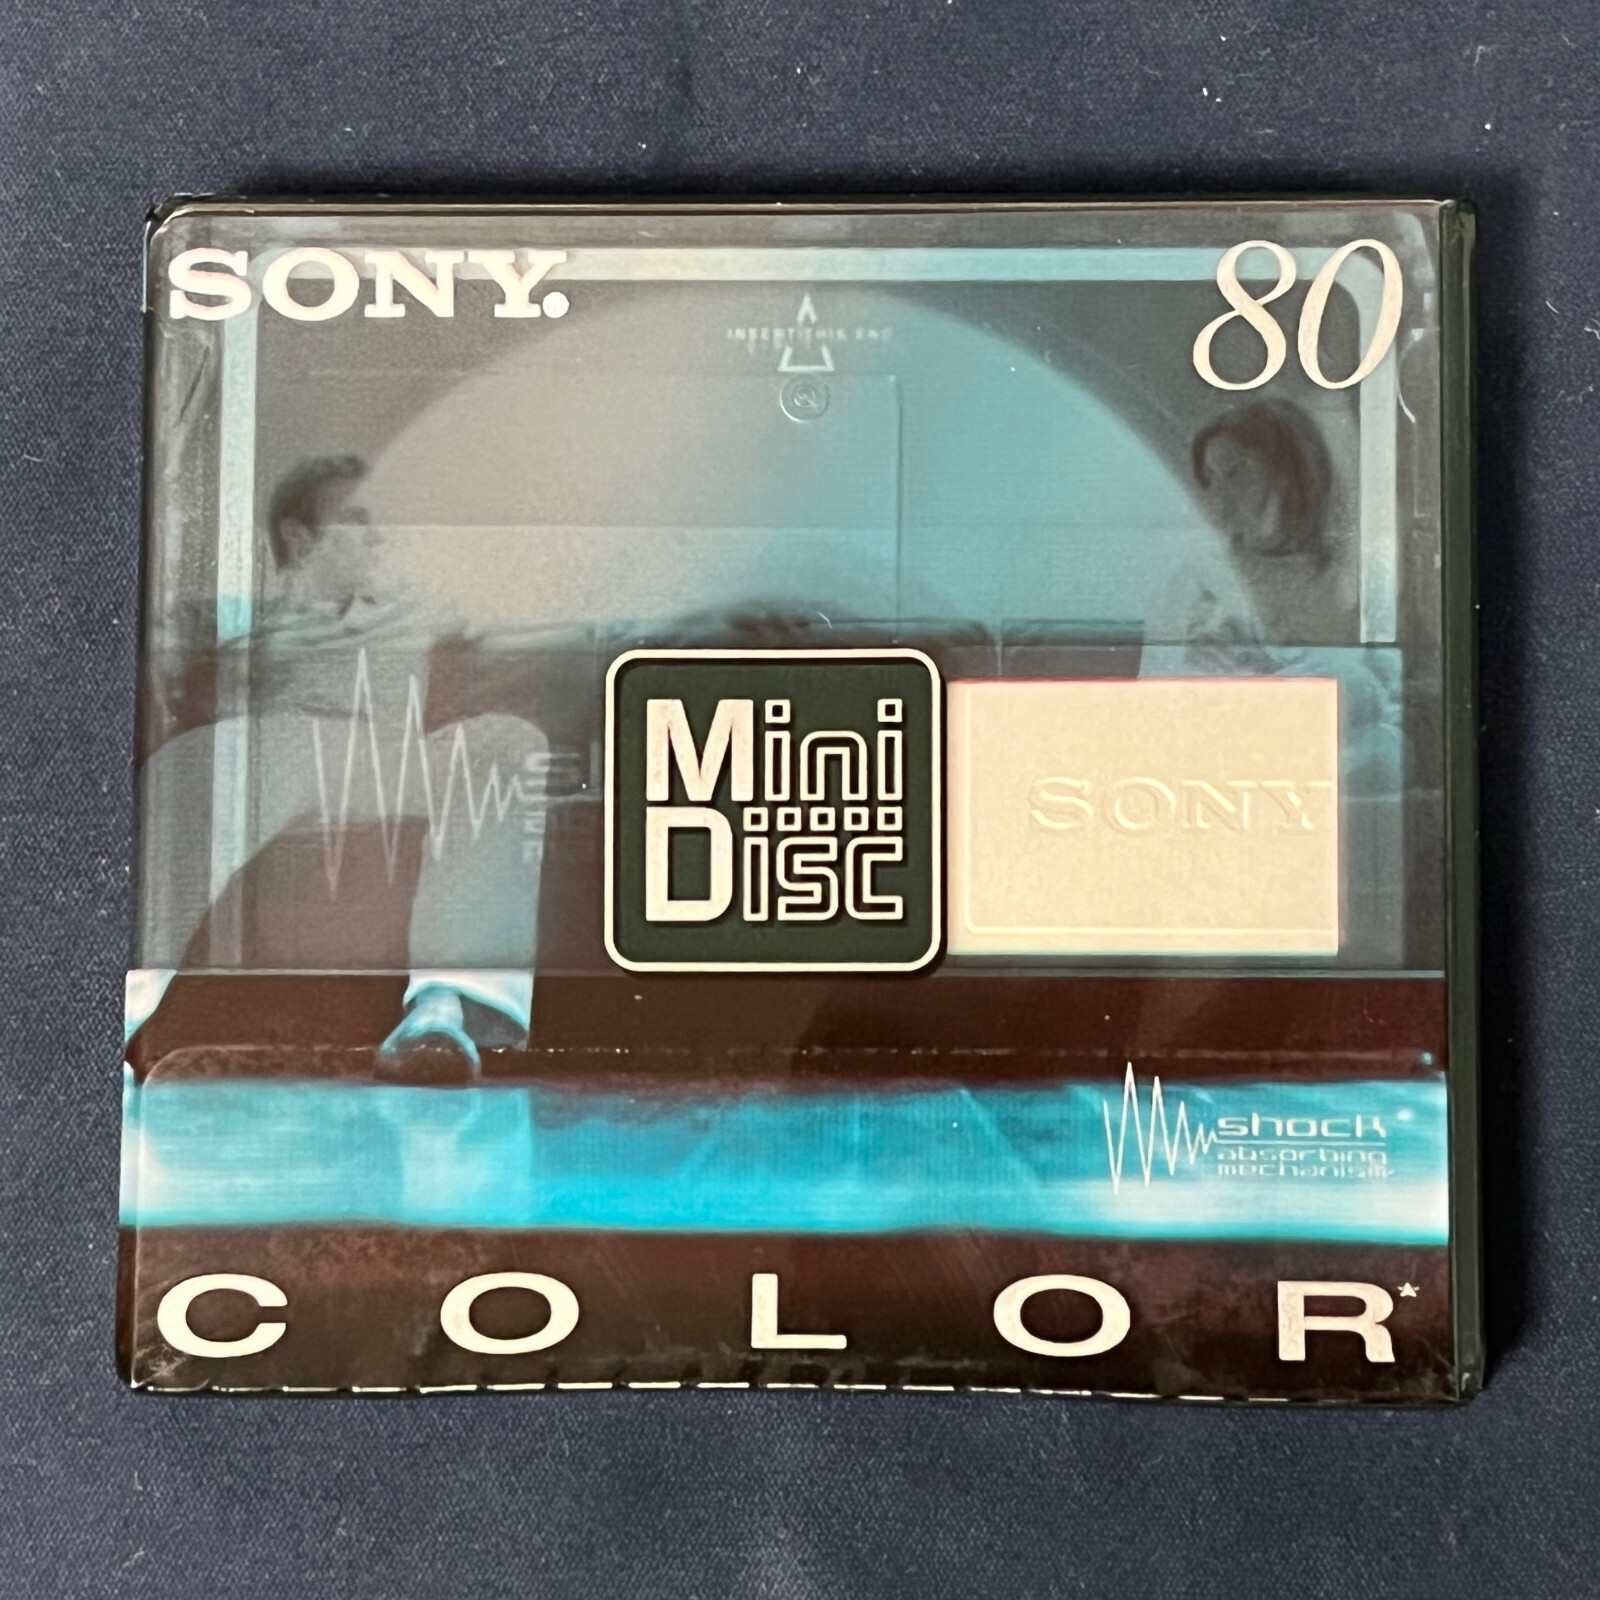 SONY®
80
INSERT THIS END
Mini
Disc
SONY
shock
absorbing
mechanism
COLOR*